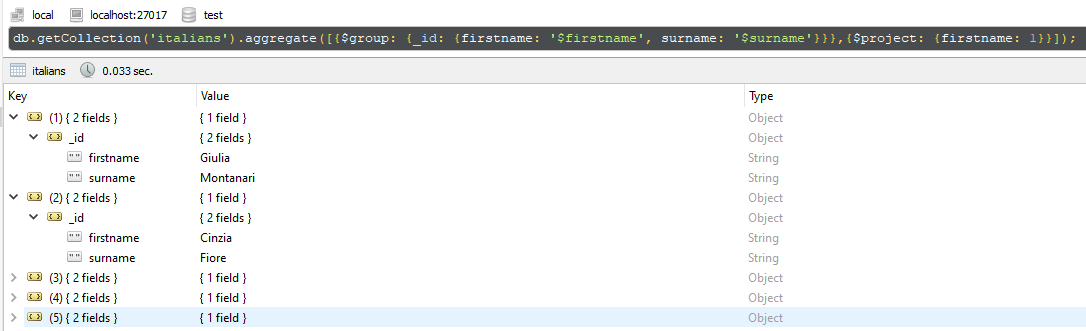 local localhost:27017 test
db.getCollection('italians').aggregate([{$group: {_id: {firstname: '$firstname', surname: '$surname'}}},{$project: {firstname: 1}}]);
italians 0.033 sec.
Key Value Type
(1) { 2 fields } { 1 field } Object
_id { 2 fields } Object
"" firstname Giulia String
"" surname Montanari String
(2) { 2 fields } { 1 field } Object
_id { 2 fields } Object
"" firstname Cinzia String
"" surname Fiore String
(3) { 2 fields } { 1 field } Object
(4) { 2 fields } { 1 field } Object
(5) { 2 fields } { 1 field } Object